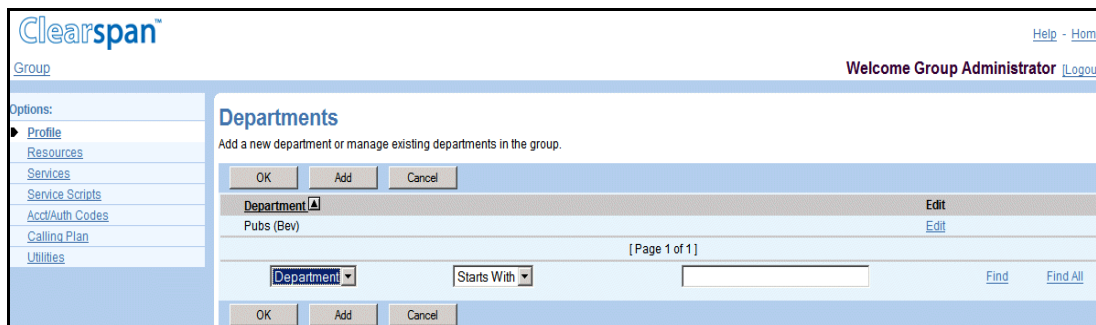 Clearspan™
Help - Hom
Group
Welcome Group Administrator [Logou
Options:
Profile
Resources
Services
Service Scripts
Acct/Auth Codes
Calling Plan
Utilities
Departments
Add a new department or manage existing departments in the group.
OK Add Cancel
Department Edit
Pubs (Bev) Edit
[ Page 1 of 1 ]
Department Starts With Find Find All
OK Add Cancel